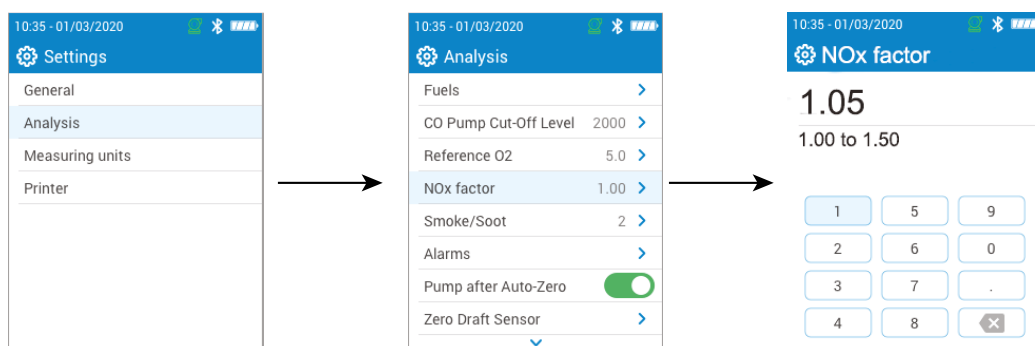 10:35 - 01/03/2020
Settings
General
Analysis
Measuring units
Printer
10:35 - 01/03/2020
Analysis
Fuels
CO Pump Cut-Off Level 2000
Reference O2 5.0
NOx factor 1.00
Smoke/Soot 2
Alarms
Pump after Auto-Zero
Zero Draft Sensor
10:35 - 01/03/2020
NOx factor
1.05
1.00 to 1.50
1 5 9
2 6 0
3 7 .
4 8